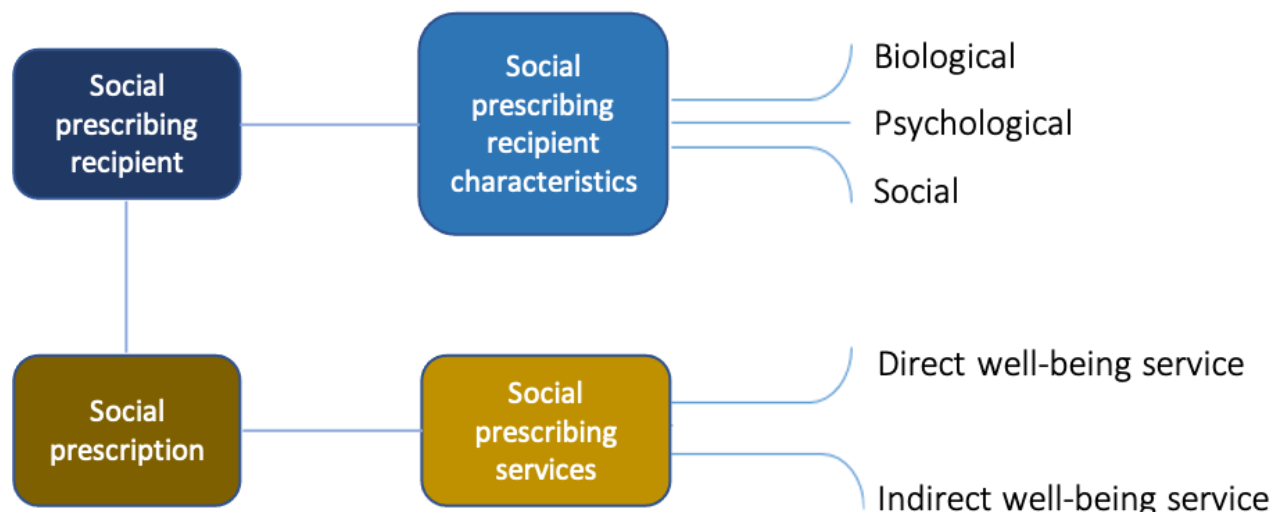 Social
prescribing
recipient
Social
prescribing
recipient
characteristics
Biological
Psychological
Social
Social
prescription
Social
prescribing
services
Direct well-being service
Indirect well-being service